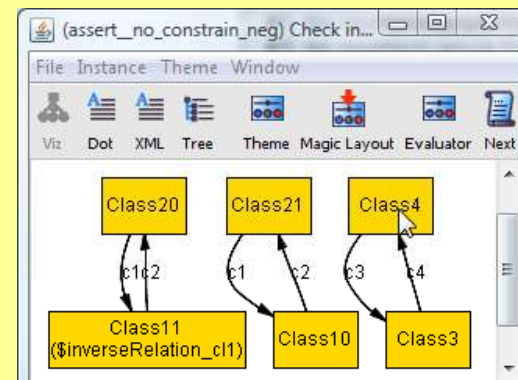 (assert__no_constrain_neg) Check in...
File Instance Theme Window
Viz Dot XML Tree Theme Magic Layout Evaluator Next
Class20 Class21 Class4
c1 c2 c1 c2 c3 c4
Class11
($inverseRelation_cl1)
Class10 Class3